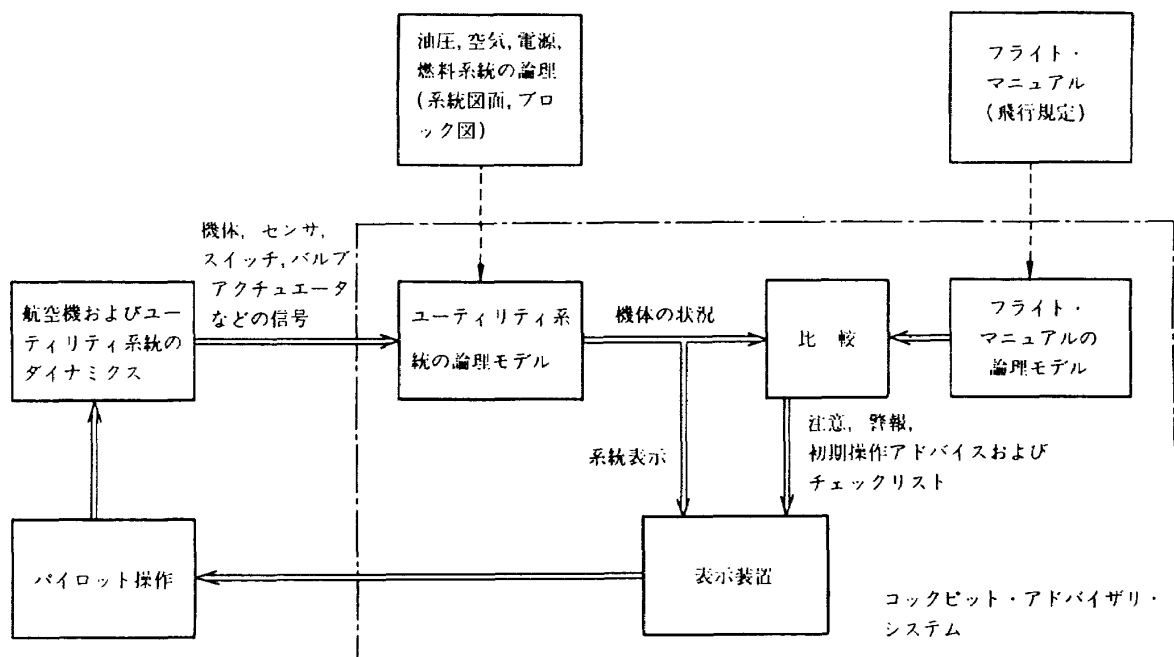 油圧, 空気, 電源,
燃料系統の論理
(系統図面, ブロ
ック図)
フライト・
マニュアル
(飛行規定)
機体, センサ,
スイッチ, バルブ
アクチュエータ
などの信号
航空機およびユー
ティリティ系統の
ダイナミクス
ユーティリティ系
統の論理モデル
機体の状況
比 較
フライト・
マニュアルの
論理モデル
系統表示
注意, 警報,
初期操作アドバイスおよび
チェックリスト
パイロット操作
表示装置
コックピット・アドバイザリ・
システム